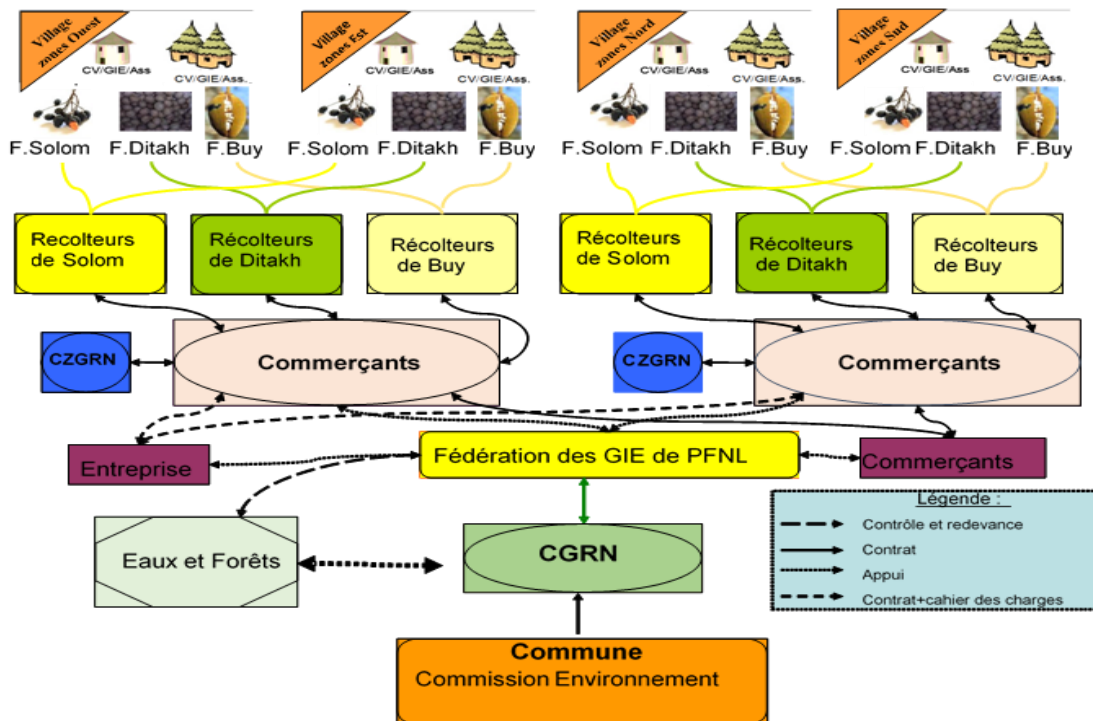 Village
zones Ouest
CV/GIE/Ass
CV/GIE/Ass.
Village
zones Est
CV/GIE/Ass
CV/GIE/Ass.
Village
zones Nord
CV/GIE/Ass
CV/GIE/Ass.
Village
zones Sud
CV/GIE/Ass
CV/GIE/Ass.
F.Solom F.Ditakh F.Buy F.Solom F.Ditakh F.Buy F.Solom F.Ditakh F.Buy F.Solom F.Ditakh F.Buy
Recolteurs
de Solom
Récolteurs
de Ditakh
Récolteurs
de Buy
Récolteurs
de Solom
Récolteurs
de Ditakh
Récolteurs
de Buy
CZGRN
Commerçants
CZGRN
Commerçants
Entreprise
Fédération des GIE de PFNL
Commerçants
Légende :
Contrôle et redevance
Contrat
Appui
Contrat+cahier des charges
Eaux et Forêts
CGRN
Commune
Commission Environnement